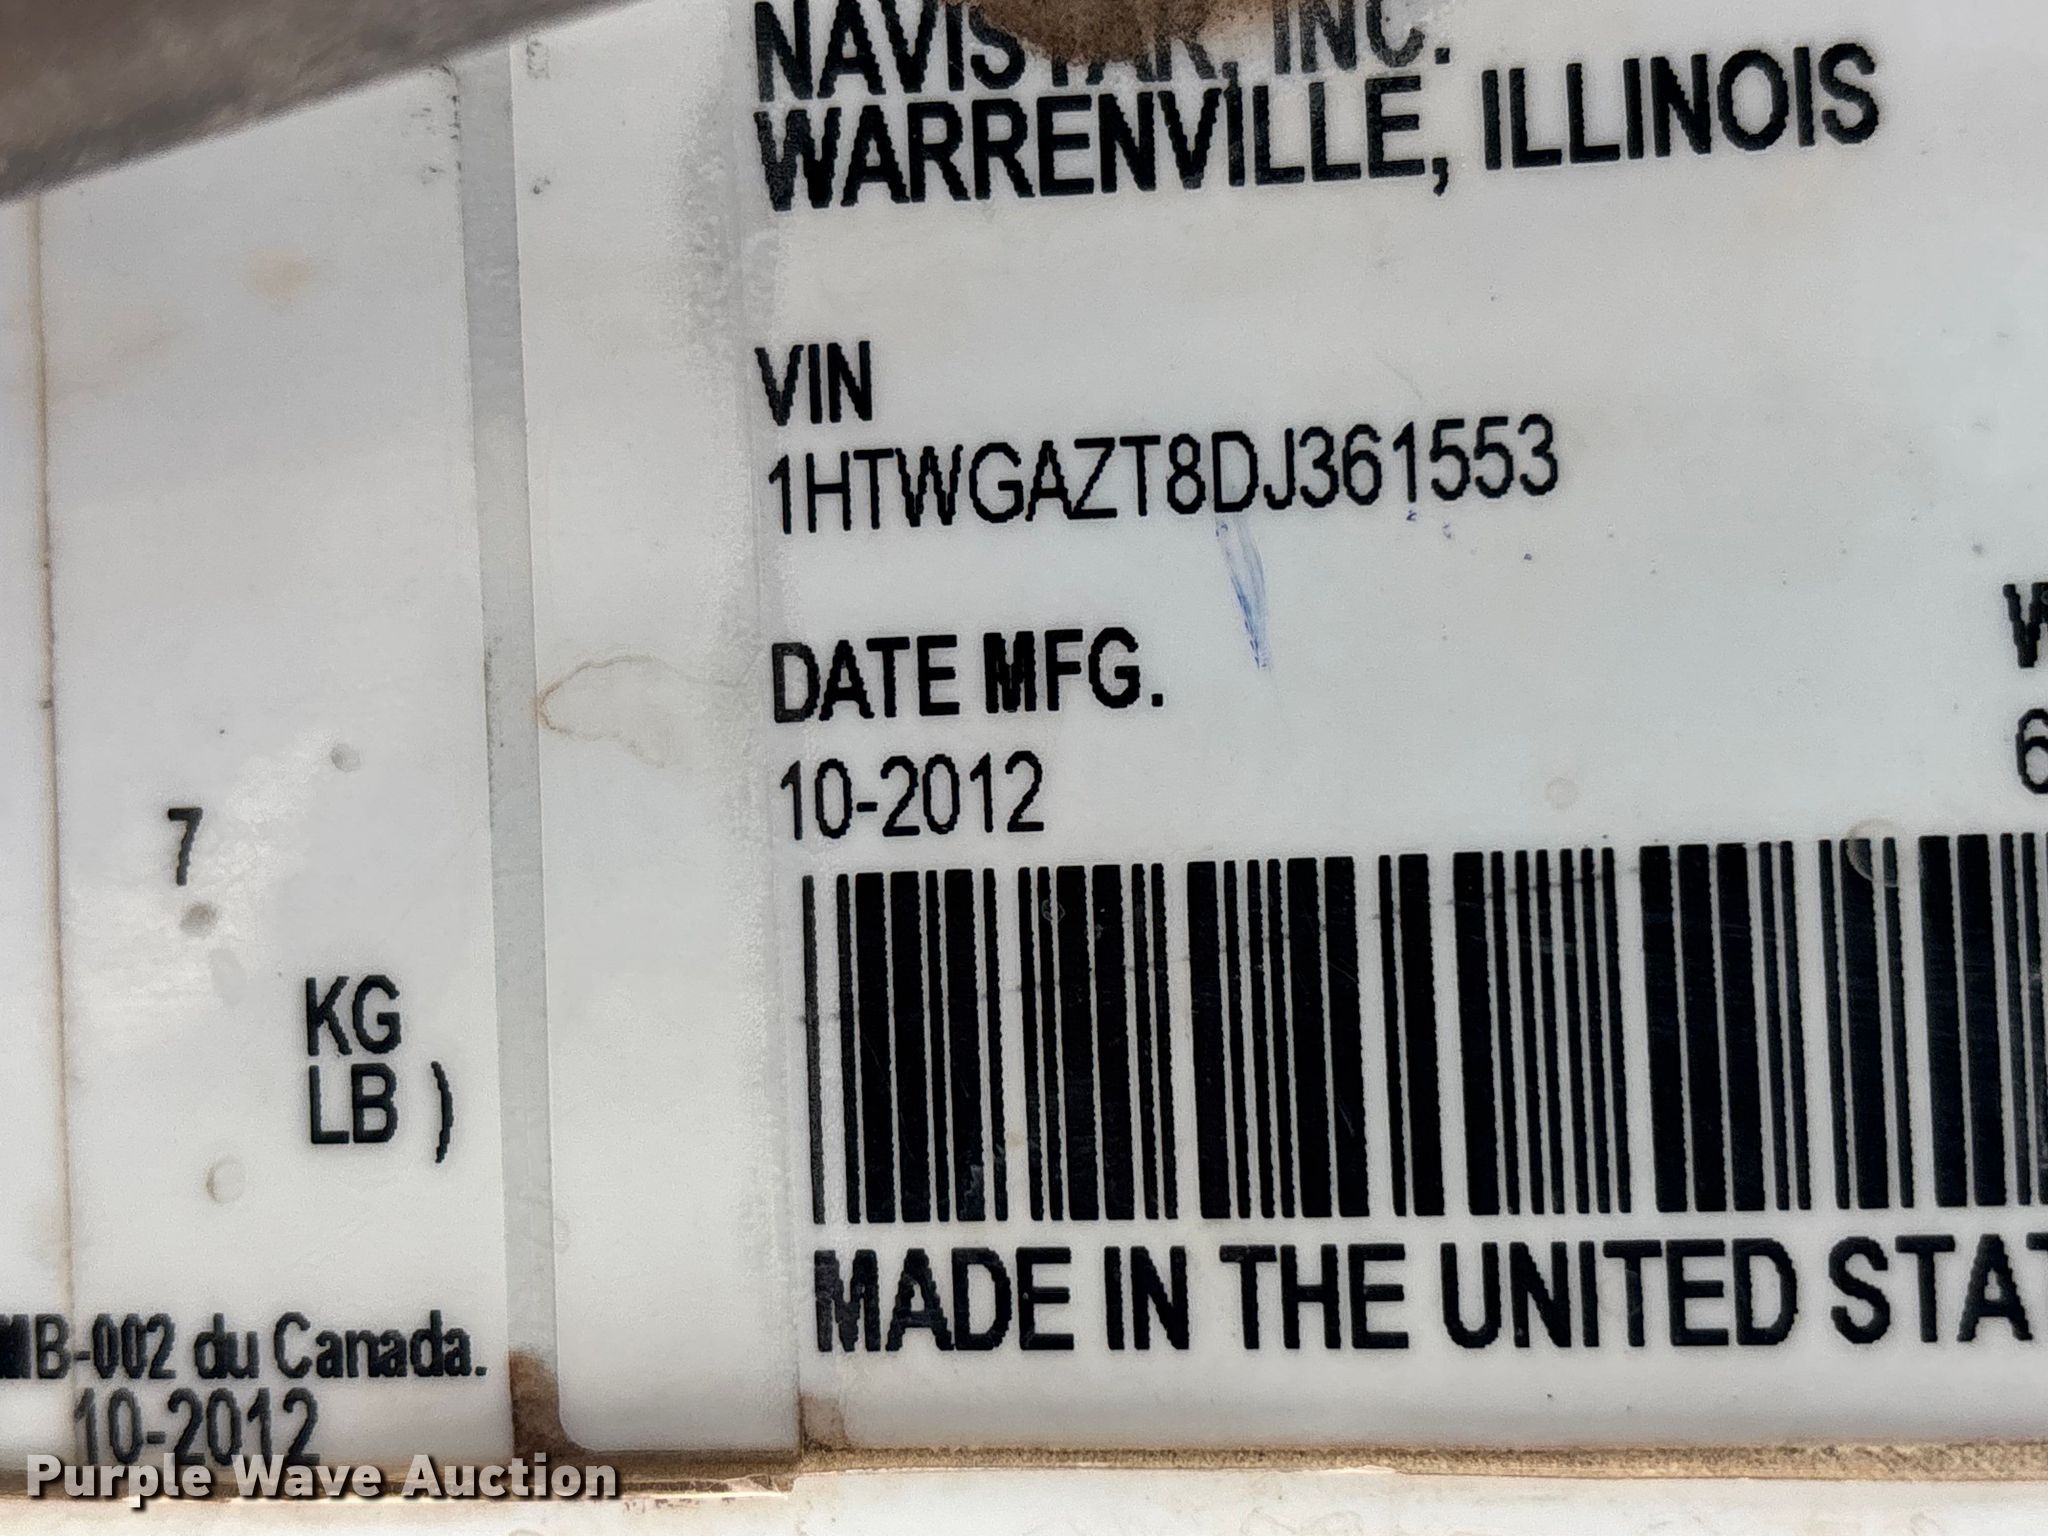 NAVISTAR, INC.
WARRENVILLE, ILLINOIS
VIN
1HTWGAZT8DJ361553
DATE MFG.
10-2012
7
KG
LB )
MADE IN THE UNITED STAT
MB-002 du Canada.
10-2012
Purple Wave Auction